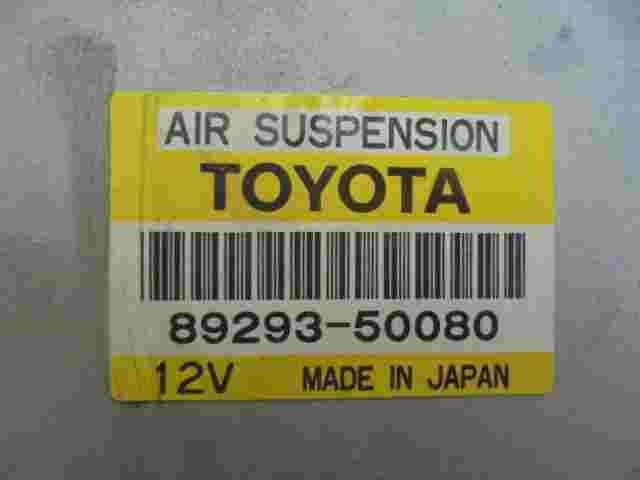 AIR SUSPENSION
TOYOTA
89293-50080
12V MADE IN JAPAN